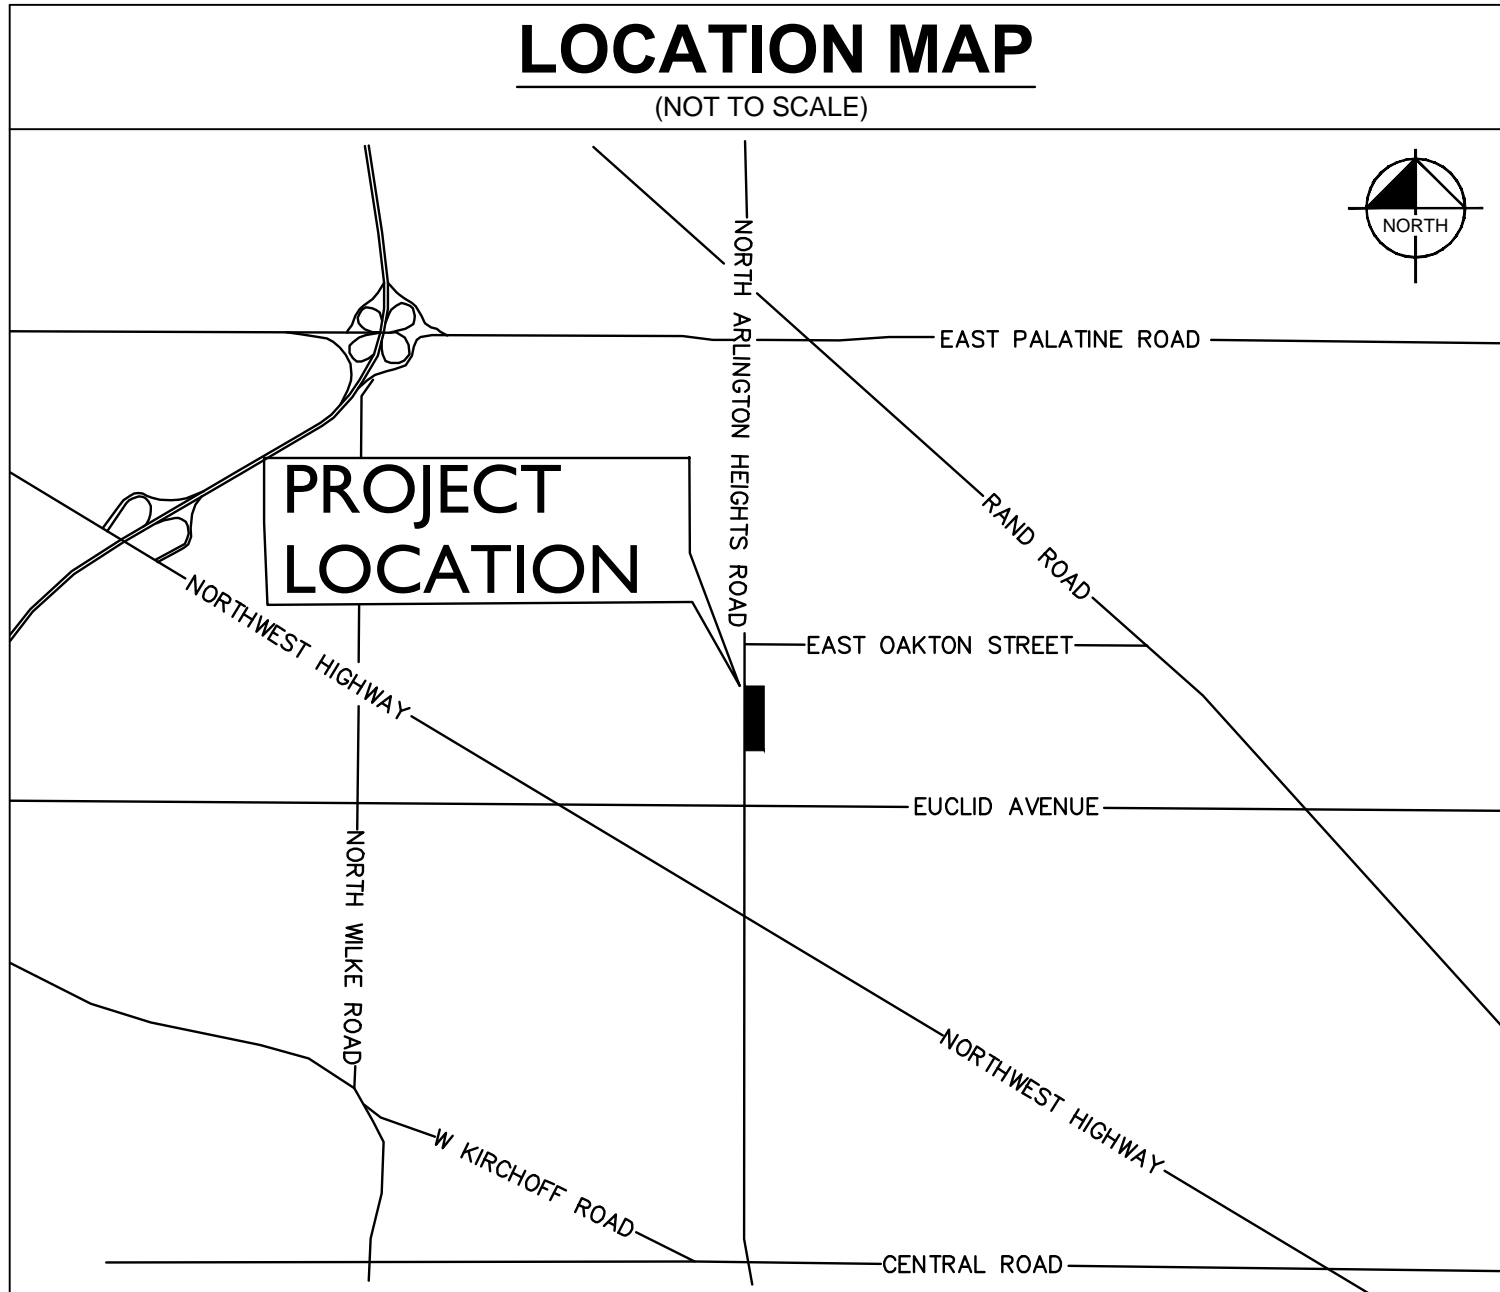 LOCATION MAP
(NOT TO SCALE)
NORTH
NORTH ARLINGTON HEIGHTS ROAD
EAST PALATINE ROAD
PROJECT
LOCATION
RAND ROAD
NORTHWEST HIGHWAY
EAST OAKTON STREET
EUCLID AVENUE
NORTH WILKE ROAD
NORTHWEST HIGHWAY
W KIRCHOFF ROAD
CENTRAL ROAD